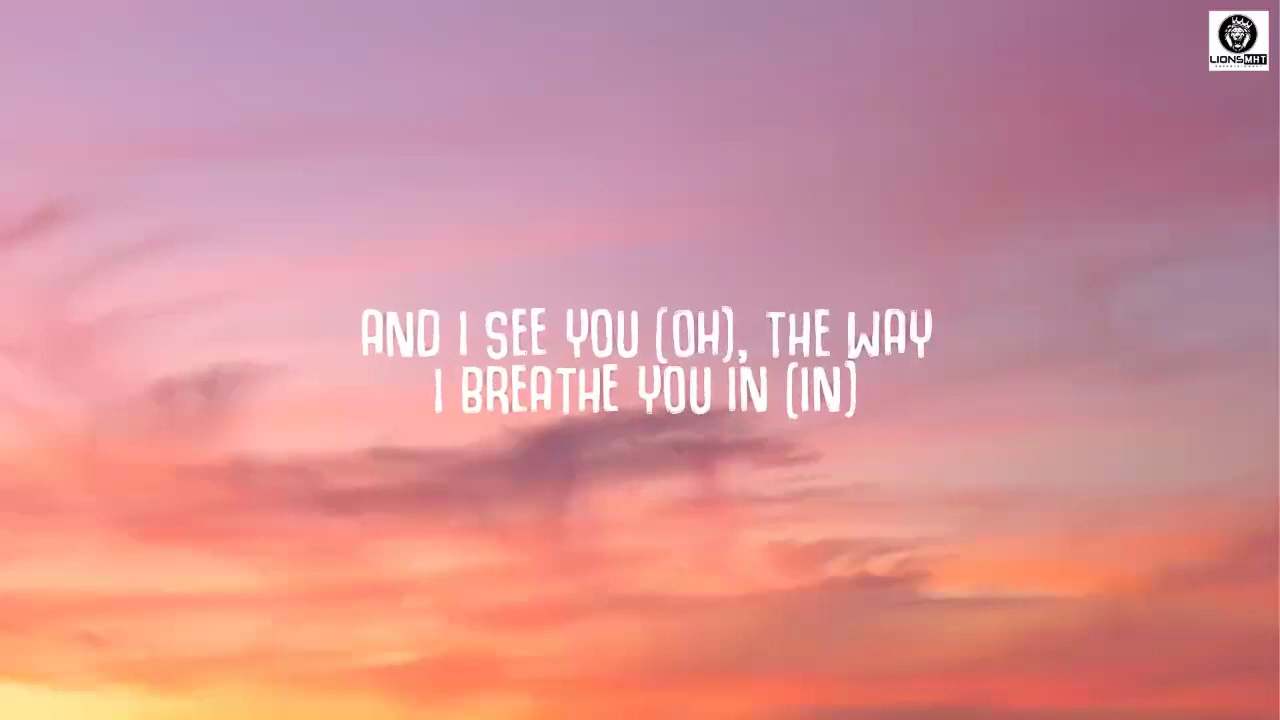 LIONSMHT
AND I SEE YOU (OH), THE WAY
I BREATHE YOU IN (IN)